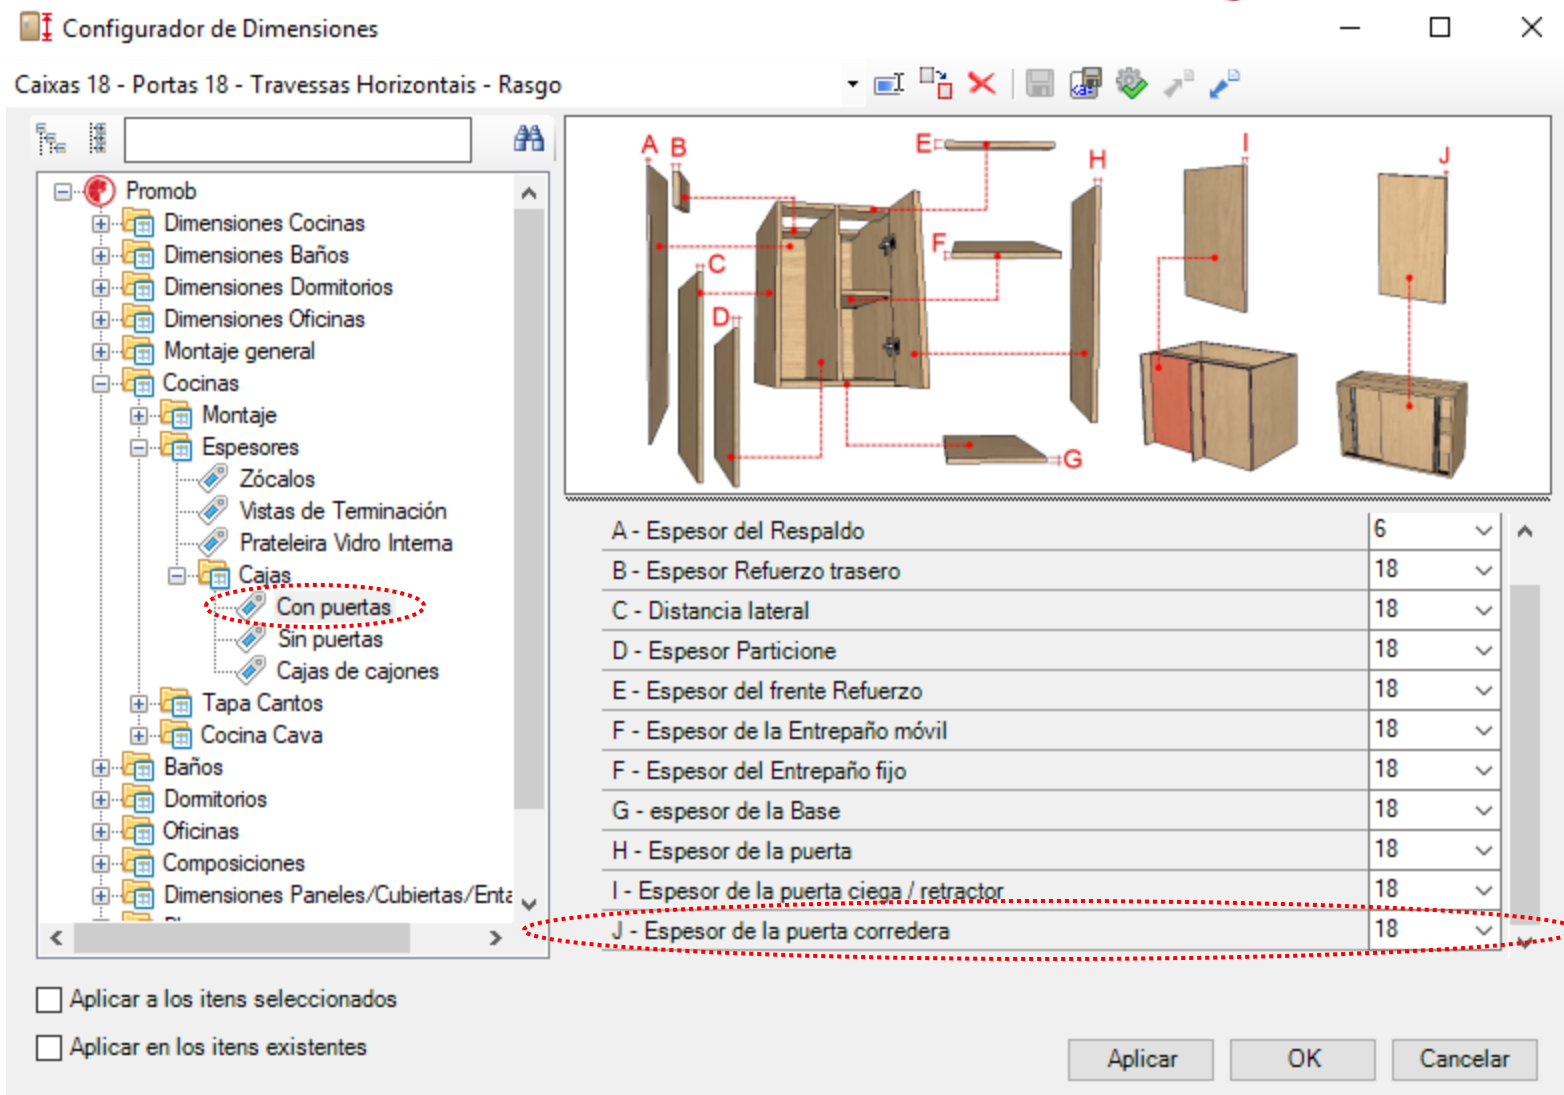 Configurador de Dimensiones
Caixas 18 - Portas 18 - Travessas Horizontais - Rasgo
Promob
Dimensiones Cocinas
Dimensiones Baños
Dimensiones Dormitorios
Dimensiones Oficinas
Montaje general
Cocinas
Montaje
Espesores
Zócalos
Vistas de Terminación
Prateleira Vidro Interna
Cajas
Con puertas
Sin puertas
Cajas de cajones
Tapa Cantos
Cocina Cava
Baños
Dormitorios
Oficinas
Composiciones
Dimensiones Paneles/Cubiertas/Enta
A B C D E F G H I J
A - Espesor del Respaldo 6
B - Espesor Refuerzo trasero 18
C - Distancia lateral 18
D - Espesor Particione 18
E - Espesor del frente Refuerzo 18
F - Espesor de la Entrepaño móvil 18
F - Espesor del Entrepaño fijo 18
G - espesor de la Base 18
H - Espesor de la puerta 18
I - Espesor de la puerta ciega / retractor 18
J - Espesor de la puerta corredera 18
Aplicar a los itens seleccionados
Aplicar en los itens existentes
Aplicar OK Cancelar